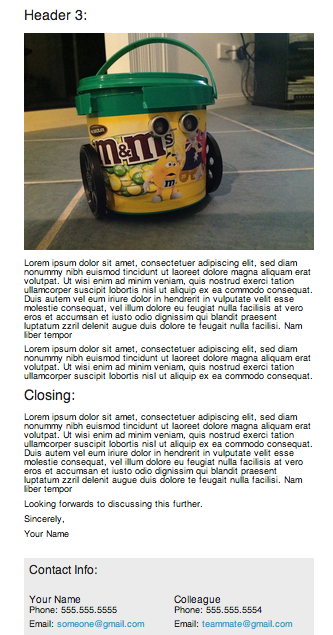 Header 3:
m&m's
Lorem ipsum dolor sit amet, consectetuer adipiscing elit, sed diam
nonummy nibh euismod tincidunt ut laoreet dolore magna aliquam erat
volutpat. Ut wisi enim ad minim veniam, quis nostrud exerci tation
ullamcorper suscipit lobortis nisl ut aliquip ex ea commodo consequat.
Duis autem vel eum iriure dolor in hendrerit in vulputate velit esse
molestie consequat, vel illum dolore eu feugiat nulla facilisis at vero
eros et accumsan et iusto odio dignissim qui blandit praesent
luptatum zzril delenit augue duis dolore te feugait nulla facilisi. Nam
liber tempor
Lorem ipsum dolor sit amet, consectetuer adipiscing elit, sed diam
nonummy nibh euismod tincidunt ut laoreet dolore magna aliquam erat
volutpat. Ut wisi enim ad minim veniam, quis nostrud exerci tation
ullamcorper suscipit lobortis nisl ut aliquip ex ea commodo consequat.
Closing:
Lorem ipsum dolor sit amet, consectetuer adipiscing elit, sed diam
nonummy nibh euismod tincidunt ut laoreet dolore magna aliquam erat
volutpat. Ut wisi enim ad minim veniam, quis nostrud exerci tation
ullamcorper suscipit lobortis nisl ut aliquip ex ea commodo consequat.
Duis autem vel eum iriure dolor in hendrerit in vulputate velit esse
molestie consequat, vel illum dolore eu feugiat nulla facilisis at vero
eros et accumsan et iusto odio dignissim qui blandit praesent
luptatum zzril delenit augue duis dolore te feugait nulla facilisi. Nam
liber tempor
Looking forwards to discussing this further.
Sincerely,
Your Name
Contact Info:
Your Name
Phone: 555.555.5555
Email: someone@gmail.com
Colleague
Phone: 555.555.5554
Email: teammate@gmail.com